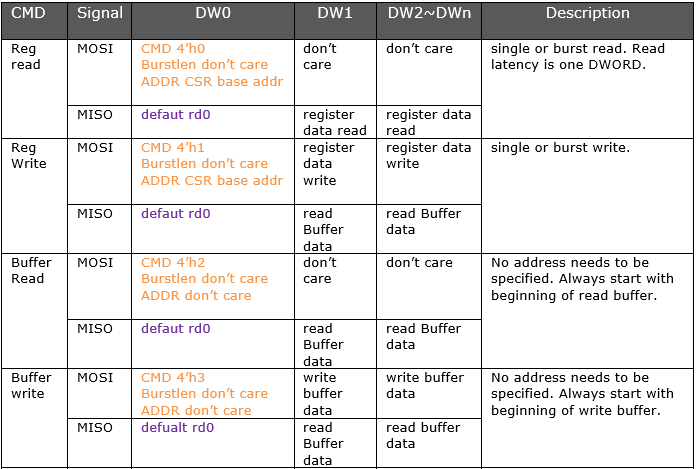 CMD Signal DW0 DW1 DW2~DWn Description
Reg read
MOSI
CMD 4’h0
Burstlen don’t care
ADDR CSR base addr
don’t
care
don’t care
single or burst read. Read
latency is one DWORD.
MISO
defaut rd0
register
data read
register data
read
Reg
Write
MOSI
CMD 4’h1
Burstlen don’t care
ADDR CSR base addr
register
data
write
register data
write
single or burst write.
MISO
defaut rd0
read
Buffer
data
read Buffer
data
Buffer
Read
MOSI
CMD 4’h2
Burstlen don’t care
ADDR don’t care
don’t
care
don’t care
No address needs to be
specified. Always start with
beginning of read buffer.
MISO
defaut rd0
read
Buffer
data
read Buffer
data
Buffer
write
MOSI
CMD 4’h3
Burstlen don’t care
ADDR don’t care
write
buffer
data
write buffer
data
No address needs to be
specified. Always start with
beginning of write buffer.
MISO
defualt rd0
read
Buffer
data
read buffer
data